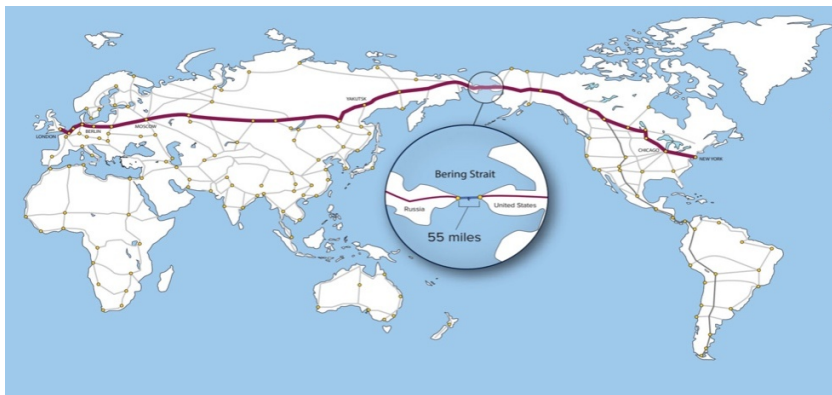 YAKUTSK
LONDON
BERLIN
MOSCOW
CHICAGO
NEW YORK
Bering Strait
Russia
United States
55 miles